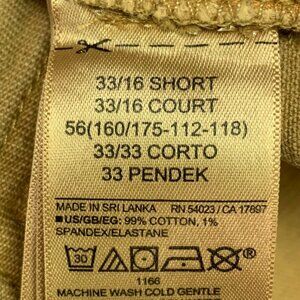 33/16 SHORT
33/16 COURT
56(160/175-112-118)
33/33 CORTO
33 PENDEK
MADE IN SRI LANKA RN 54023 / CA 17897
■US/GB/EG: 99% COTTON, 1%
SPANDEX/ELASTANE
30
1166
MACHINE WASH COLD GENTLE